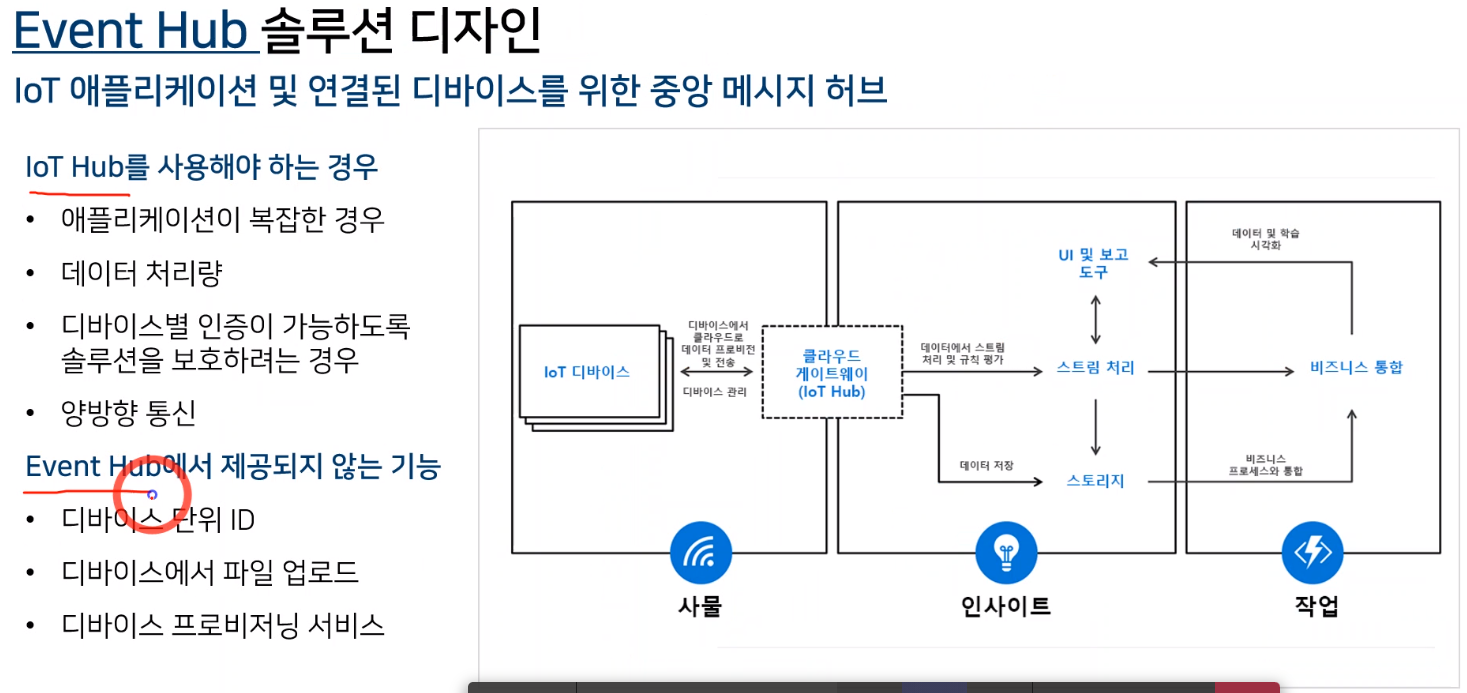 Event Hub 솔루션 디자인
IoT 애플리케이션 및 연결된 디바이스를 위한 중앙 메시지 허브
IoT Hub를 사용해야 하는 경우
• 애플리케이션이 복잡한 경우
• 데이터 처리량
• 디바이스별 인증이 가능하도록
솔루션을 보호하려는 경우
• 양방향 통신
Event Hub에서 제공되지 않는 기능
• 디바이스 단위 ID
• 디바이스에서 파일 업로드
• 디바이스 프로비저닝 서비스
IoT 디바이스
디바이스에서
클라우드로
데이터 프로비전
및 전송
디바이스 관리
클라우드
게이트웨이
(IoT Hub)
데이터에서 스트림
처리 및 규칙 평가
데이터 저장
UI 및 보고
도구
스트림 처리
스토리지
데이터 및 학습
시각화
비즈니스 통합
비즈니스
프로세스와 통합
사물
인사이트
작업